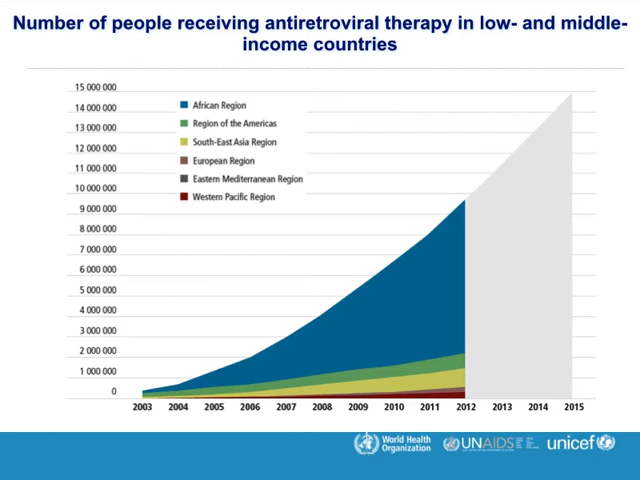 Number of people receiving antiretroviral therapy in low- and middle-
income countries
15 000 000
14 000 000
13 000 000
12 000 000
11 000 000
10 000 000
9 000 000
8 000 000
7 000 000
6 000 000
5 000 000
4 000 000
3 000 000
2 000 000
1 000 000
0
African Region
Region of the Americas
South-East Asia Region
European Region
Eastern Mediterranean Region
Western Pacific Region
2003 2004 2005 2006 2007 2008 2009 2010 2011 2012 2013 2014 2015
World Health
Organization
UNAIDS
unicef